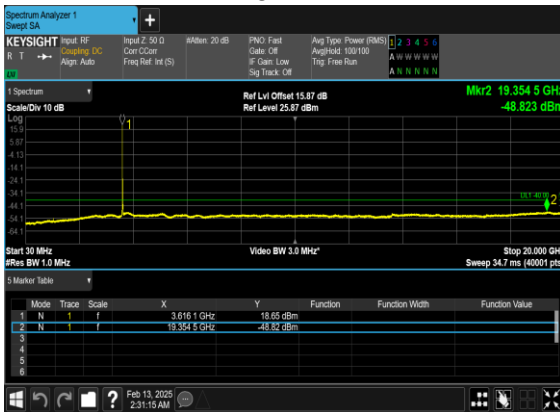 Spectrum Analyzer 1
Swept SA
+
KEYSIGHT Input: RF Input Z: 50 Ω #Atten: 20 dB PNO: Fast Avg Type: Power (RMS) 1 2 3 4 5 6
R T Coupling: DC Corr CCorr Gate: Off Avg|Hold: 100/100 A W W W W W
Align: Auto Freq Ref: Int (S) IF Gain: Low Trig: Free Run
Sig Track: Off A N N N N N
1 Spectrum Ref Lvl Offset 15.87 dB Mkr2 19.354 5 GHz
Scale/Div 10 dB Ref Level 25.87 dBm -48.823 dBm
Log
15.9
5.87
-4.13
-14.1
-24.1
-34.1
-44.1
-54.1
-64.1
1
DL1 -40.00
2
Start 30 MHz Video BW 3.0 MHz* Stop 20.000 GH
#Res BW 1.0 MHz Sweep 34.7 ms (40001 pts
5 Marker Table
Mode Trace Scale X Y Function Function Width Function Value
1 N 1 f 3.616 1 GHz 18.65 dBm
2 N 1 f 19.354 5 GHz -48.82 dBm
3
4
5
6
? Feb 13, 2025
2:31:15 AM